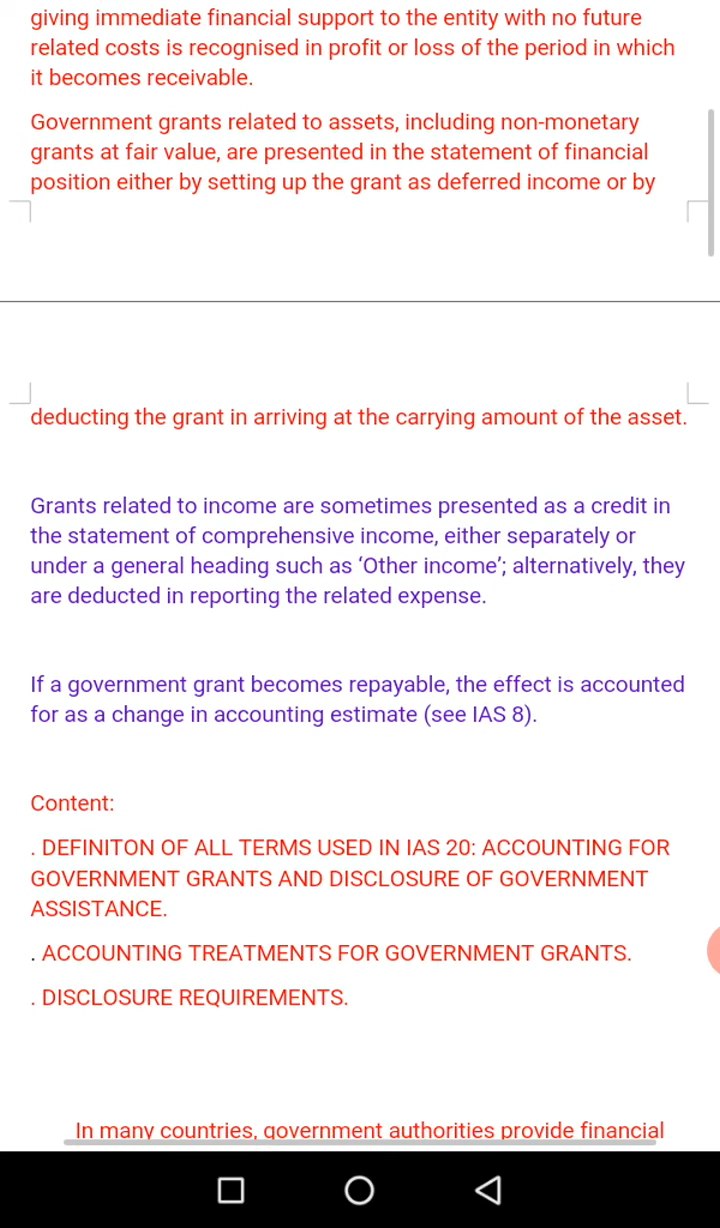 giving immediate financial support to the entity with no future
related costs is recognised in profit or loss of the period in which
it becomes receivable.
Government grants related to assets, including non-monetary
grants at fair value, are presented in the statement of financial
position either by setting up the grant as deferred income or by
deducting the grant in arriving at the carrying amount of the asset.
Grants related to income are sometimes presented as a credit in
the statement of comprehensive income, either separately or
under a general heading such as ‘Other income’; alternatively, they
are deducted in reporting the related expense.
If a government grant becomes repayable, the effect is accounted
for as a change in accounting estimate (see IAS 8).
Content:
. DEFINITON OF ALL TERMS USED IN IAS 20: ACCOUNTING FOR
GOVERNMENT GRANTS AND DISCLOSURE OF GOVERNMENT
ASSISTANCE.
. ACCOUNTING TREATMENTS FOR GOVERNMENT GRANTS.
. DISCLOSURE REQUIREMENTS.
In many countries, government authorities provide financial